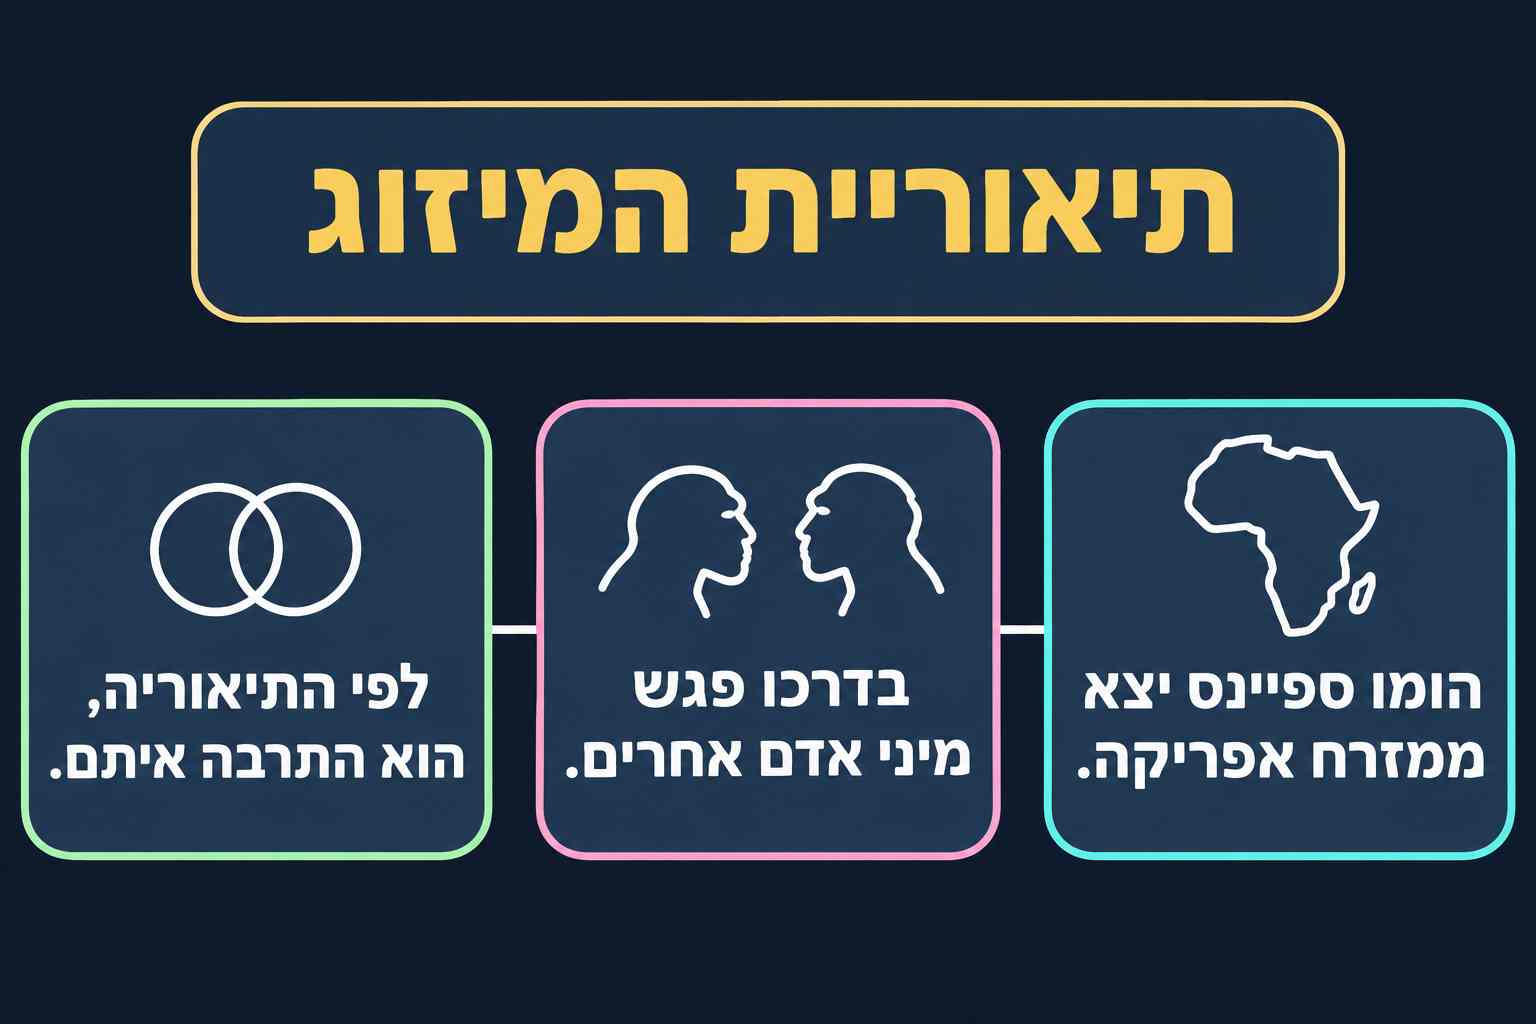 תיאוריית המיזוג
הומו ספיינס יצא
ממזרח אפריקה.
בדרכו פגש
מיני אדם אחרים.
לפי התיאוריה,
הוא התרבה איתם.